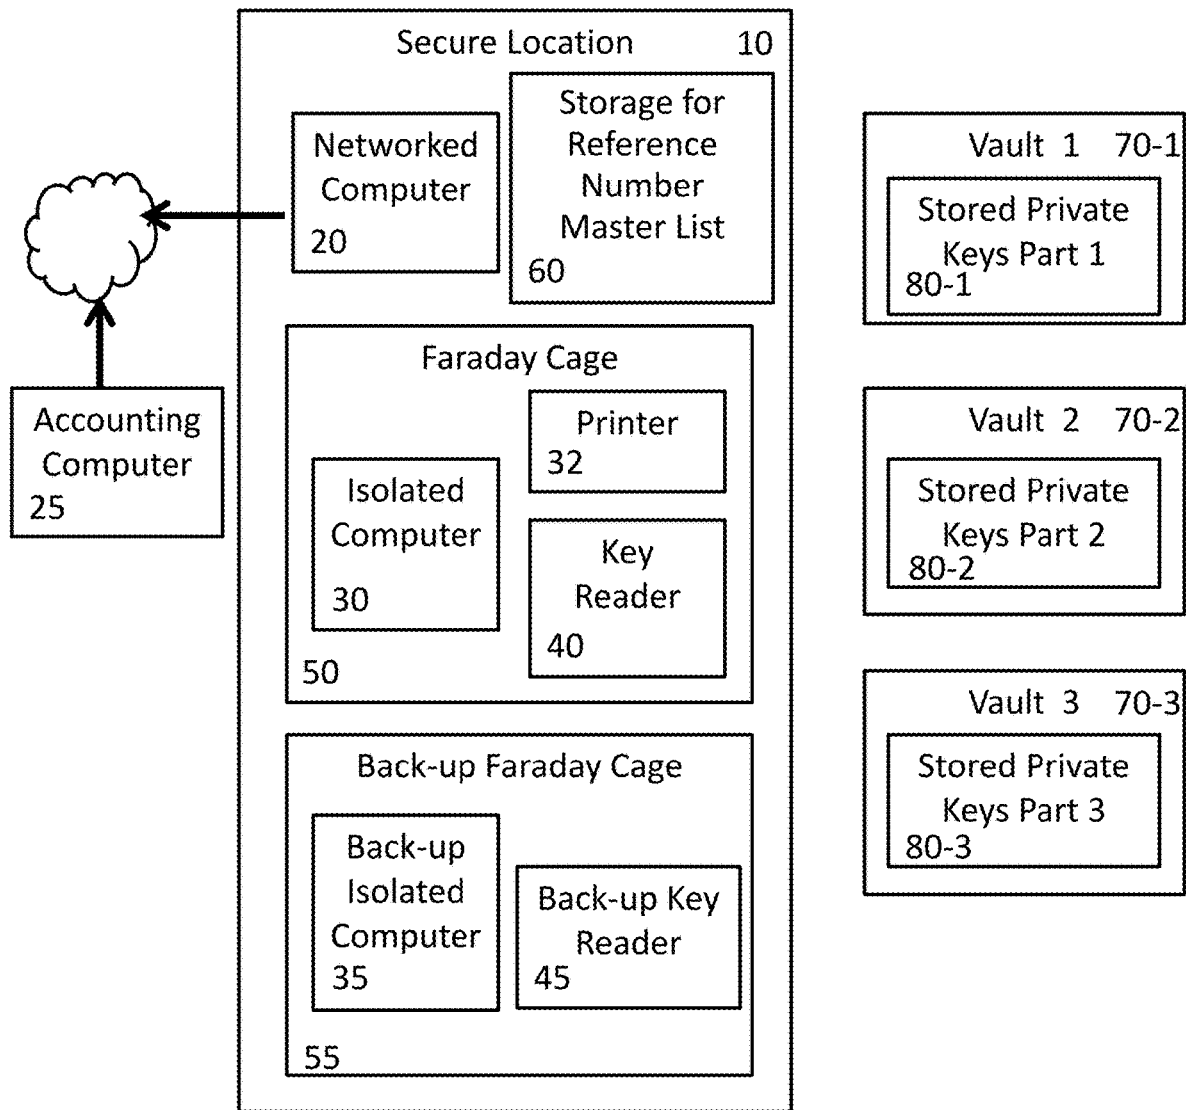 Secure Location 10
Networked
Computer
20
Storage for
Reference
Number
Master List
60
Accounting
Computer
25
Faraday Cage
Printer
32
Isolated
Computer
30
Key
Reader
40
50
Back-up Faraday Cage
Back-up
Isolated
Computer
35
Back-up Key
Reader
45
55
Vault 1 70-1
Stored Private
Keys Part 1
80-1
Vault 2 70-2
Stored Private
Keys Part 2
80-2
Vault 3 70-3
Stored Private
Keys Part 3
80-3